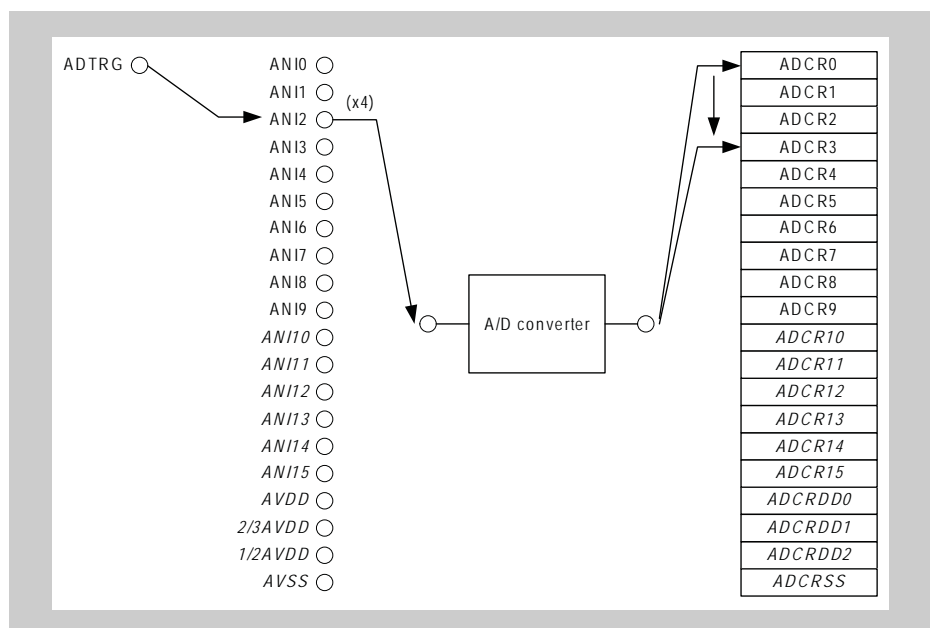 ADTRG
ANI0
ANI1
(x4)
ANI2
ANI3
ANI4
ANI5
ANI6
ANI7
ANI8
ANI9
ANI10
ANI11
ANI12
ANI13
ANI14
ANI15
AVDD
2/3AVDD
1/2AVDD
AVSS
A/D converter
ADCR0
ADCR1
ADCR2
ADCR3
ADCR4
ADCR5
ADCR6
ADCR7
ADCR8
ADCR9
ADCR10
ADCR11
ADCR12
ADCR13
ADCR14
ADCR15
ADCRDD0
ADCRDD1
ADCRDD2
ADCRSS